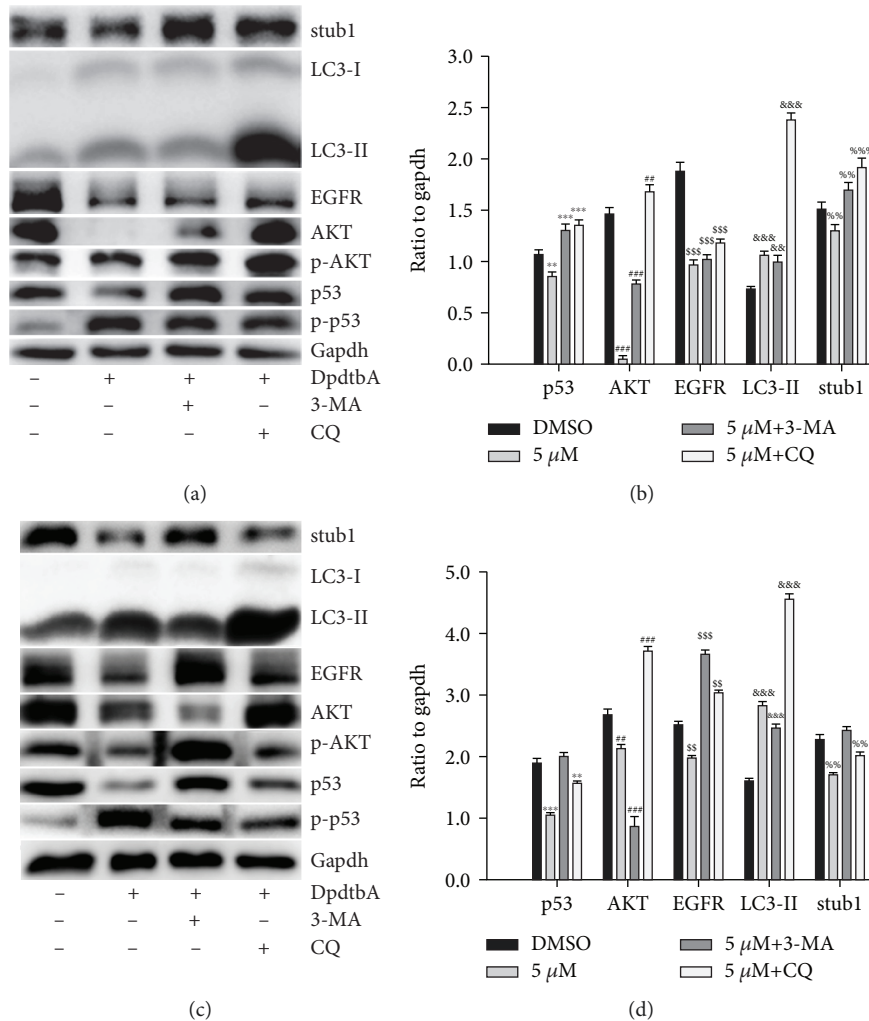 stub1
LC3-I
LC3-II
EGFR
AKT
p-AKT
p53
p-p53
Gapdh
– + + + DpdtbA
– – + – 3-MA
– – – + CQ
(a)
Ratio to gapdh
3.0
2.5
2.0
1.5
1.0
0.5
0.0
** *** ***
### ### ##
$$$ $$$ $$$
&&& && &&&
%% %% %%%
p53 AKT EGFR LC3-II stub1
DMSO 5 μM+3-MA
5 μM 5 μM+CQ
(b)
stub1
LC3-I
LC3-II
EGFR
AKT
p-AKT
p53
p-p53
Gapdh
– + + + DpdtbA
– – + – 3-MA
– – – + CQ
(c)
Ratio to gapdh
5.0
4.0
3.0
2.0
1.0
0.0
*** **
## ### ###
$$ $$$ $$
&&& &&& &&&
%% %%
p53 AKT EGFR LC3-II stub1
DMSO 5 μM+3-MA
5 μM 5 μM+CQ
(d)